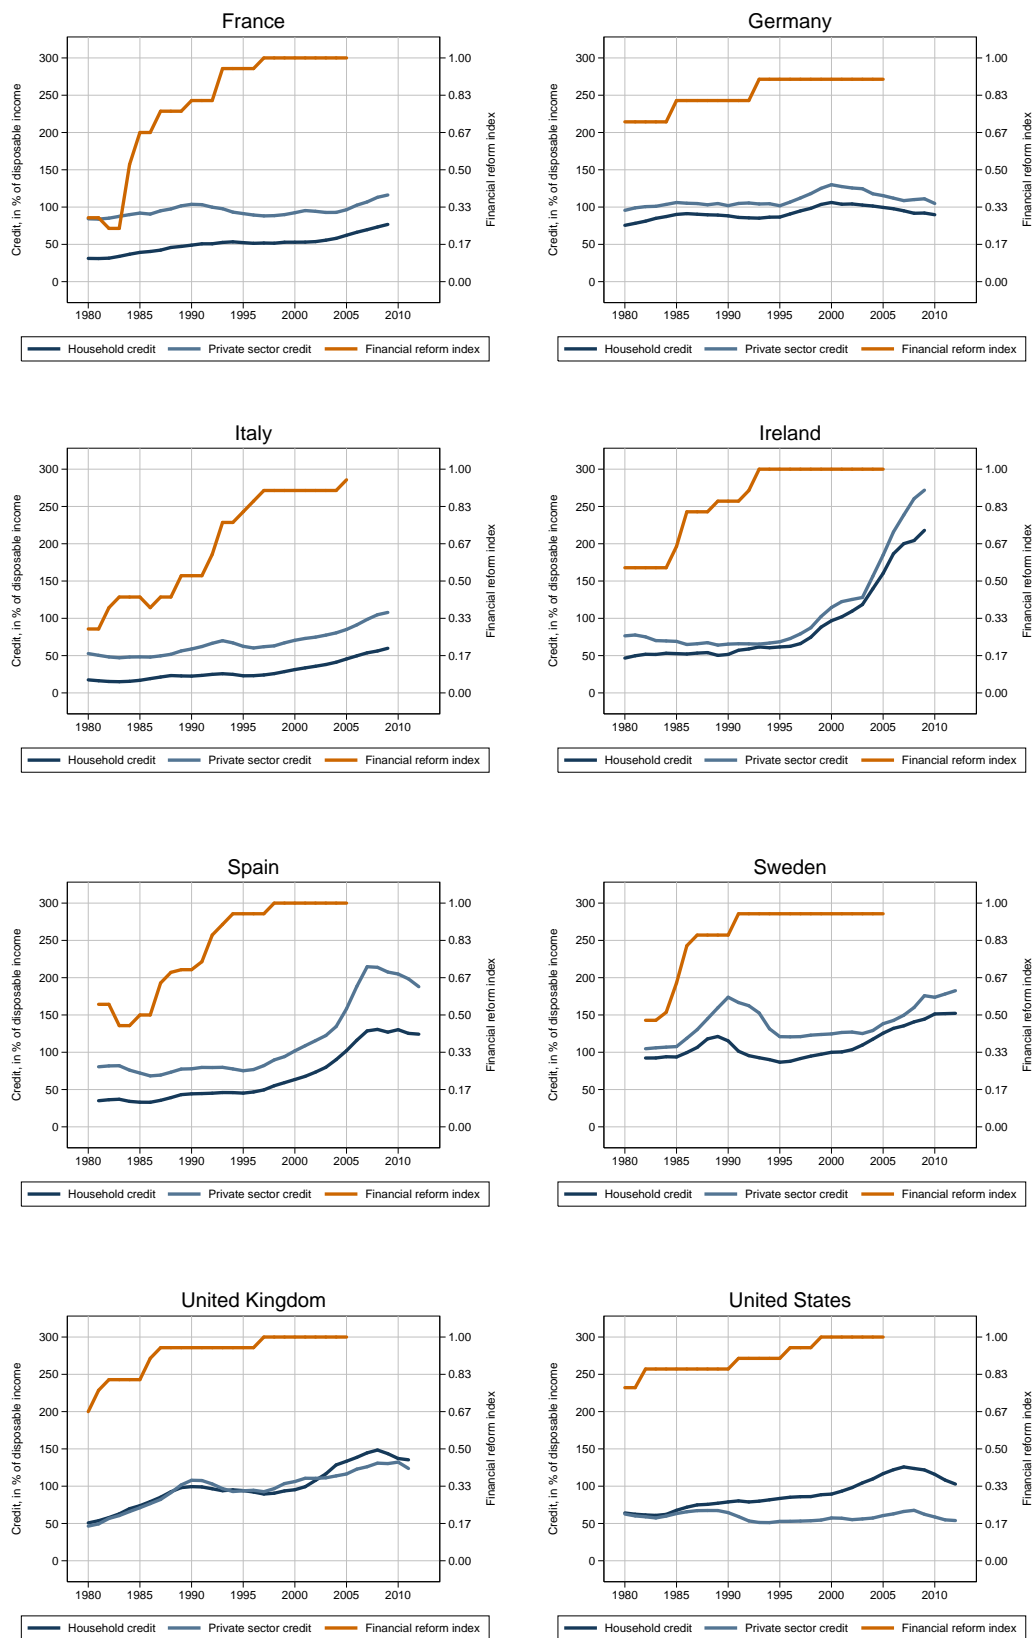 France
Credit, in % of disposable income
300
250
200
150
100
50
0
1.00
0.83
0.67
0.50
0.33
0.17
0.00
Financial reform index
1980 1985 1990 1995 2000 2005 2010
Household credit Private sector credit Financial reform index
Germany
Credit, in % of disposable income
300
250
200
150
100
50
0
1.00
0.83
0.67
0.50
0.33
0.17
0.00
Financial reform index
1980 1985 1990 1995 2000 2005 2010
Household credit Private sector credit Financial reform index
Italy
Credit, in % of disposable income
300
250
200
150
100
50
0
1.00
0.83
0.67
0.50
0.33
0.17
0.00
Financial reform index
1980 1985 1990 1995 2000 2005 2010
Household credit Private sector credit Financial reform index
Ireland
Credit, in % of disposable income
300
250
200
150
100
50
0
1.00
0.83
0.67
0.50
0.33
0.17
0.00
Financial reform index
1980 1985 1990 1995 2000 2005 2010
Household credit Private sector credit Financial reform index
Spain
Credit, in % of disposable income
300
250
200
150
100
50
0
1.00
0.83
0.67
0.50
0.33
0.17
0.00
Financial reform index
1980 1985 1990 1995 2000 2005 2010
Household credit Private sector credit Financial reform index
Sweden
Credit, in % of disposable income
300
250
200
150
100
50
0
1.00
0.83
0.67
0.50
0.33
0.17
0.00
Financial reform index
1980 1985 1990 1995 2000 2005 2010
Household credit Private sector credit Financial reform index
United Kingdom
Credit, in % of disposable income
300
250
200
150
100
50
0
1.00
0.83
0.67
0.50
0.33
0.17
0.00
Financial reform index
1980 1985 1990 1995 2000 2005 2010
Household credit Private sector credit Financial reform index
United States
Credit, in % of disposable income
300
250
200
150
100
50
0
1.00
0.83
0.67
0.50
0.33
0.17
0.00
Financial reform index
1980 1985 1990 1995 2000 2005 2010
Household credit Private sector credit Financial reform index